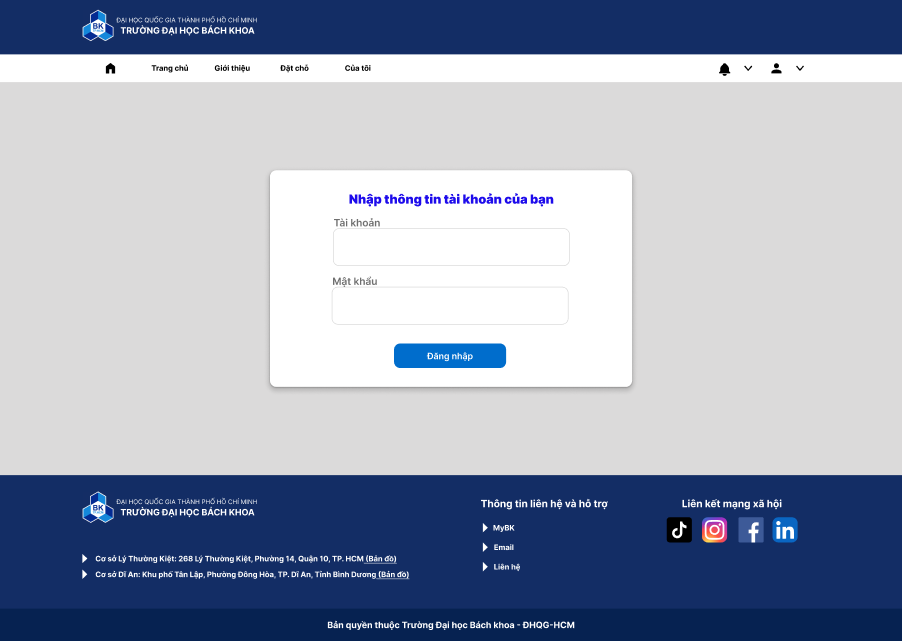 BK
ĐẠI HỌC QUỐC GIA THÀNH PHỐ HỒ CHÍ MINH
TRƯỜNG ĐẠI HỌC BÁCH KHOA
Trang chủ Giới thiệu Đặt chỗ Của tôi
Nhập thông tin tài khoản của bạn
Tài khoản
Mật khẩu
Đăng nhập
BK
ĐẠI HỌC QUỐC GIA THÀNH PHỐ HỒ CHÍ MINH
TRƯỜNG ĐẠI HỌC BÁCH KHOA
Cơ sở Lý Thường Kiệt: 268 Lý Thường Kiệt, Phường 14, Quận 10, TP. HCM (Bản đồ)
Cơ sở Dĩ An: Khu phố Tân Lập, Phường Đông Hòa, TP. Dĩ An, Tỉnh Bình Dương (Bản đồ)
Thông tin liên hệ và hỗ trợ
MyBK
Email
Liên hệ
Liên kết mạng xã hội
in
Bản quyền thuộc Trường Đại học Bách khoa - ĐHQG-HCM